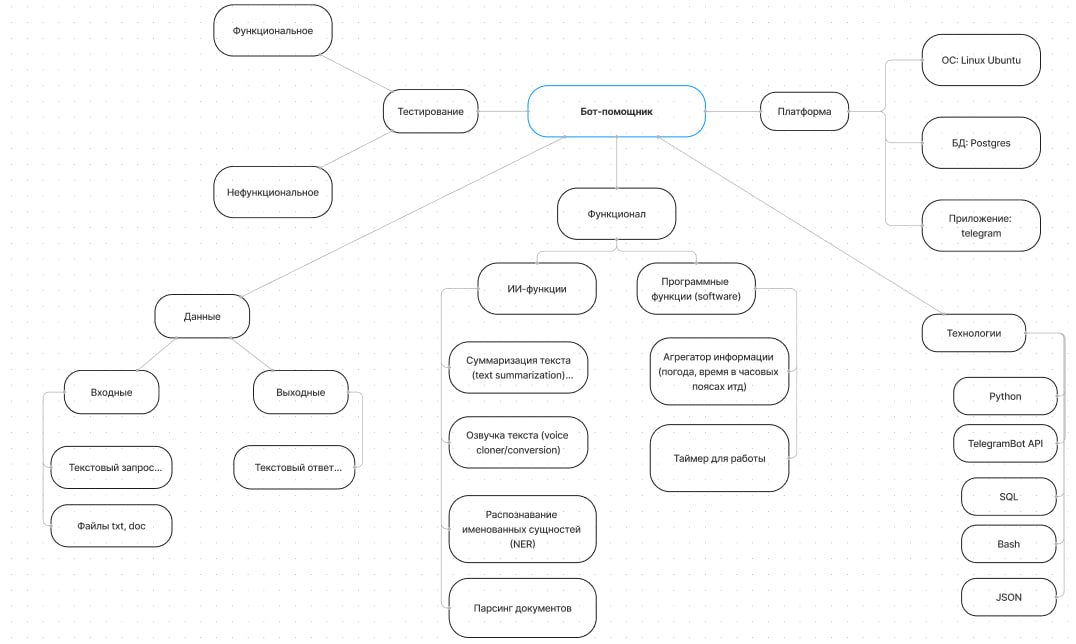 Функциональное
Тестирование
Нефункциональное
Бот-помощник
Платформа
ОС: Linux Ubuntu
БД: Postgres
Приложение:
telegram
Функционал
ИИ-функции
Суммаризация текста
(text summarization)...
Озвучка текста (voice
cloner/conversion)
Распознавание
именованных сущностей
(NER)
Парсинг документов
Программные
функции (software)
Агрегатор информации
(погода, время в часовых
поясах итд)
Таймер для работы
Данные
Входные
Текстовый запрос...
Файлы txt, doc
Выходные
Текстовый ответ...
Технологии
Python
TelegramBot API
SQL
Bash
JSON